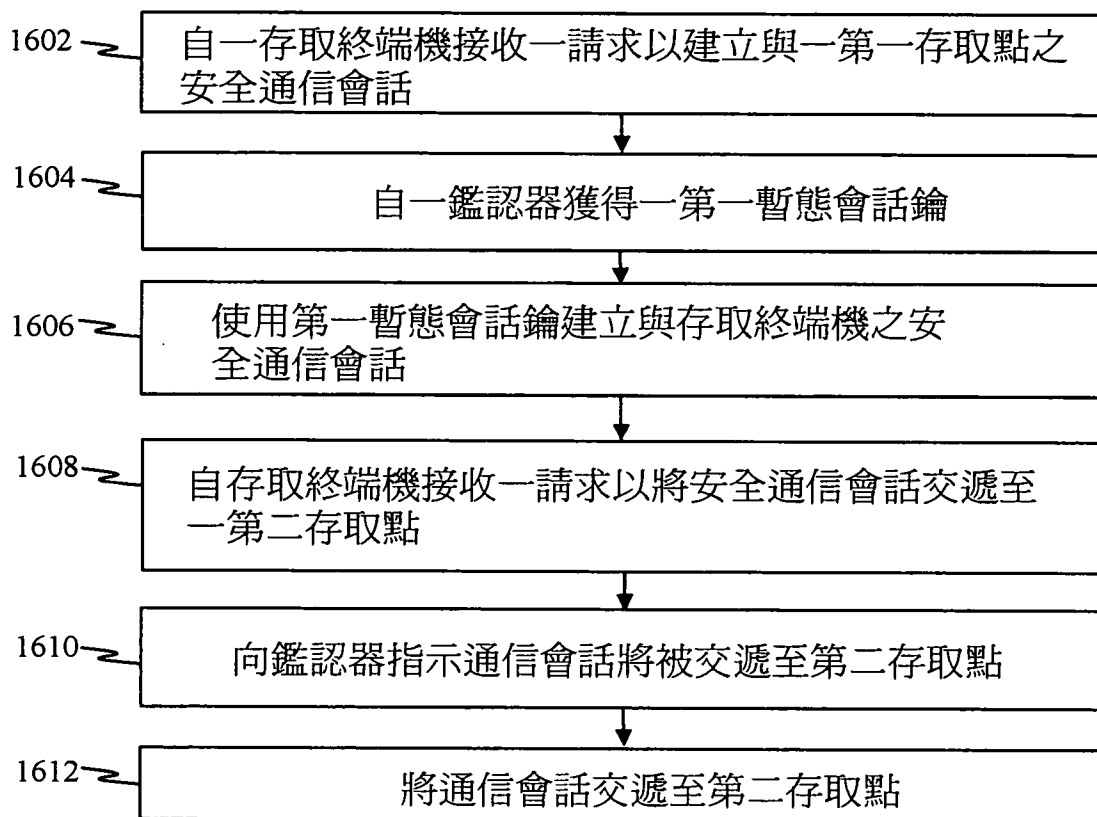 1602
自一存取終端機接收一請求以建立與一第一存取點之
安全通信會話
1604
自一鑑認器獲得一第一暫態會話鑰
1606
使用第一暫態會話鑰建立與存取終端機之安
全通信會話
1608
自存取終端機接收一請求以將安全通信會話交遞至
一第二存取點
1610
向鑑認器指示通信會話將被交遞至第二存取點
1612
將通信會話交遞至第二存取點